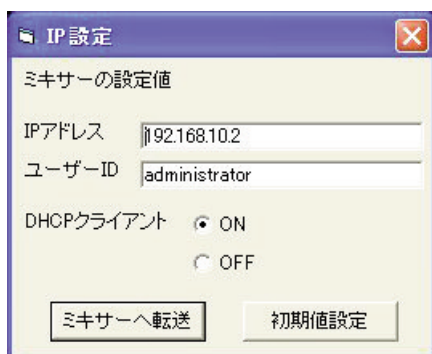 IP設定
ミキサーの設定値
IPアドレス 192.168.10.2
ユーザーID administrator
DHCPクライアント ON
OFF
ミキサーへ転送 初期値設定